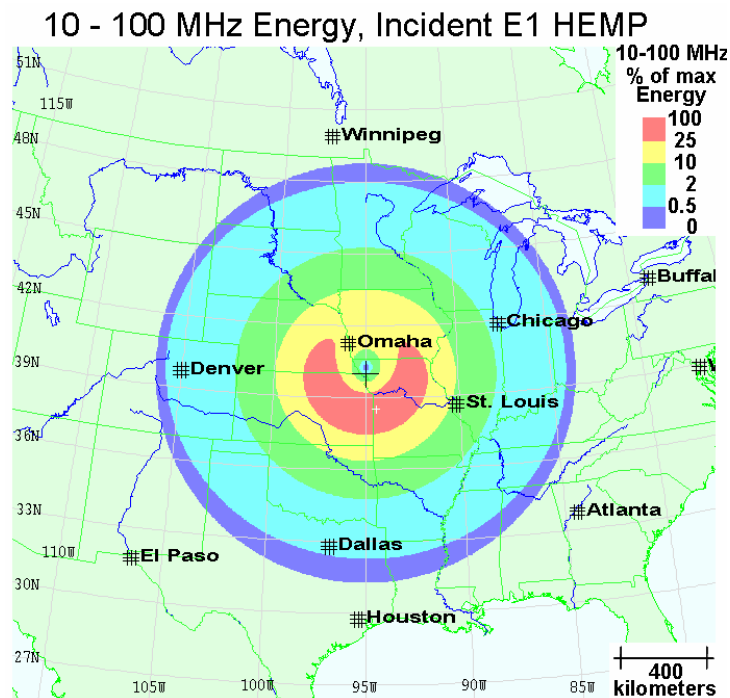 10 - 100 MHz Energy, Incident E1 HEMP
10-100 MHz
% of max
Energy
100
25
10
2
0.5
0
51N
115W
48N
45N
42N
39N
36N
33N
110W
30N
27N
105W
100W
95W
90W
85W
Winnipeg
Buffal
Omaha
Chicago
Denver
St. Louis
Atlanta
Dallas
El Paso
Houston
400
kilometers